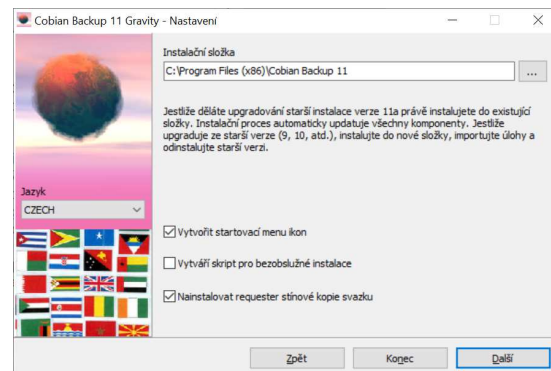 Cobian Backup 11 Gravity - Nastavení
Instalační složka
C:\Program Files (x86)\Cobian Backup 11
...
Jestliže děláte upgradování starší instalace verze 11a právě instalujete do existující
složky. Instalační proces automaticky updatuje všechny komponenty. Jestliže
upgraduje ze starší verze (9, 10, atd.), instalujte do nové složky, importujte úlohy a
odinstalujte starší verzi.
Jazyk
CZECH
Vytvořit startovací menu ikon
Vytváří skript pro bezobslužné instalace
Nainstalovat requester stínové kopie svazku
Zpět
Konec
Další